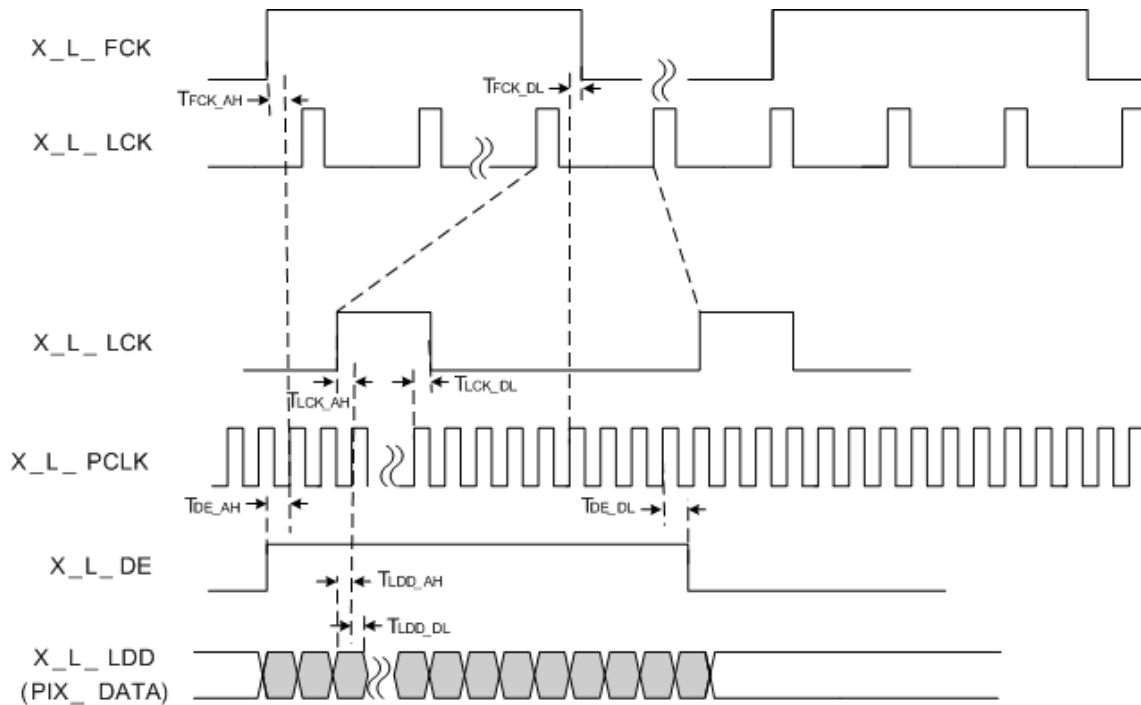 X_L_ FCK
TFCK_AH
TFCK_DL
X_L_ LCK
X_L_ LCK
TLCK_AH
TLCK_DL
X_L_ PCLK
TDE_AH
TDE_DL
X_L_ DE
TLDD_AH
TLDD_DL
X_L_ LDD
(PIX_ DATA)